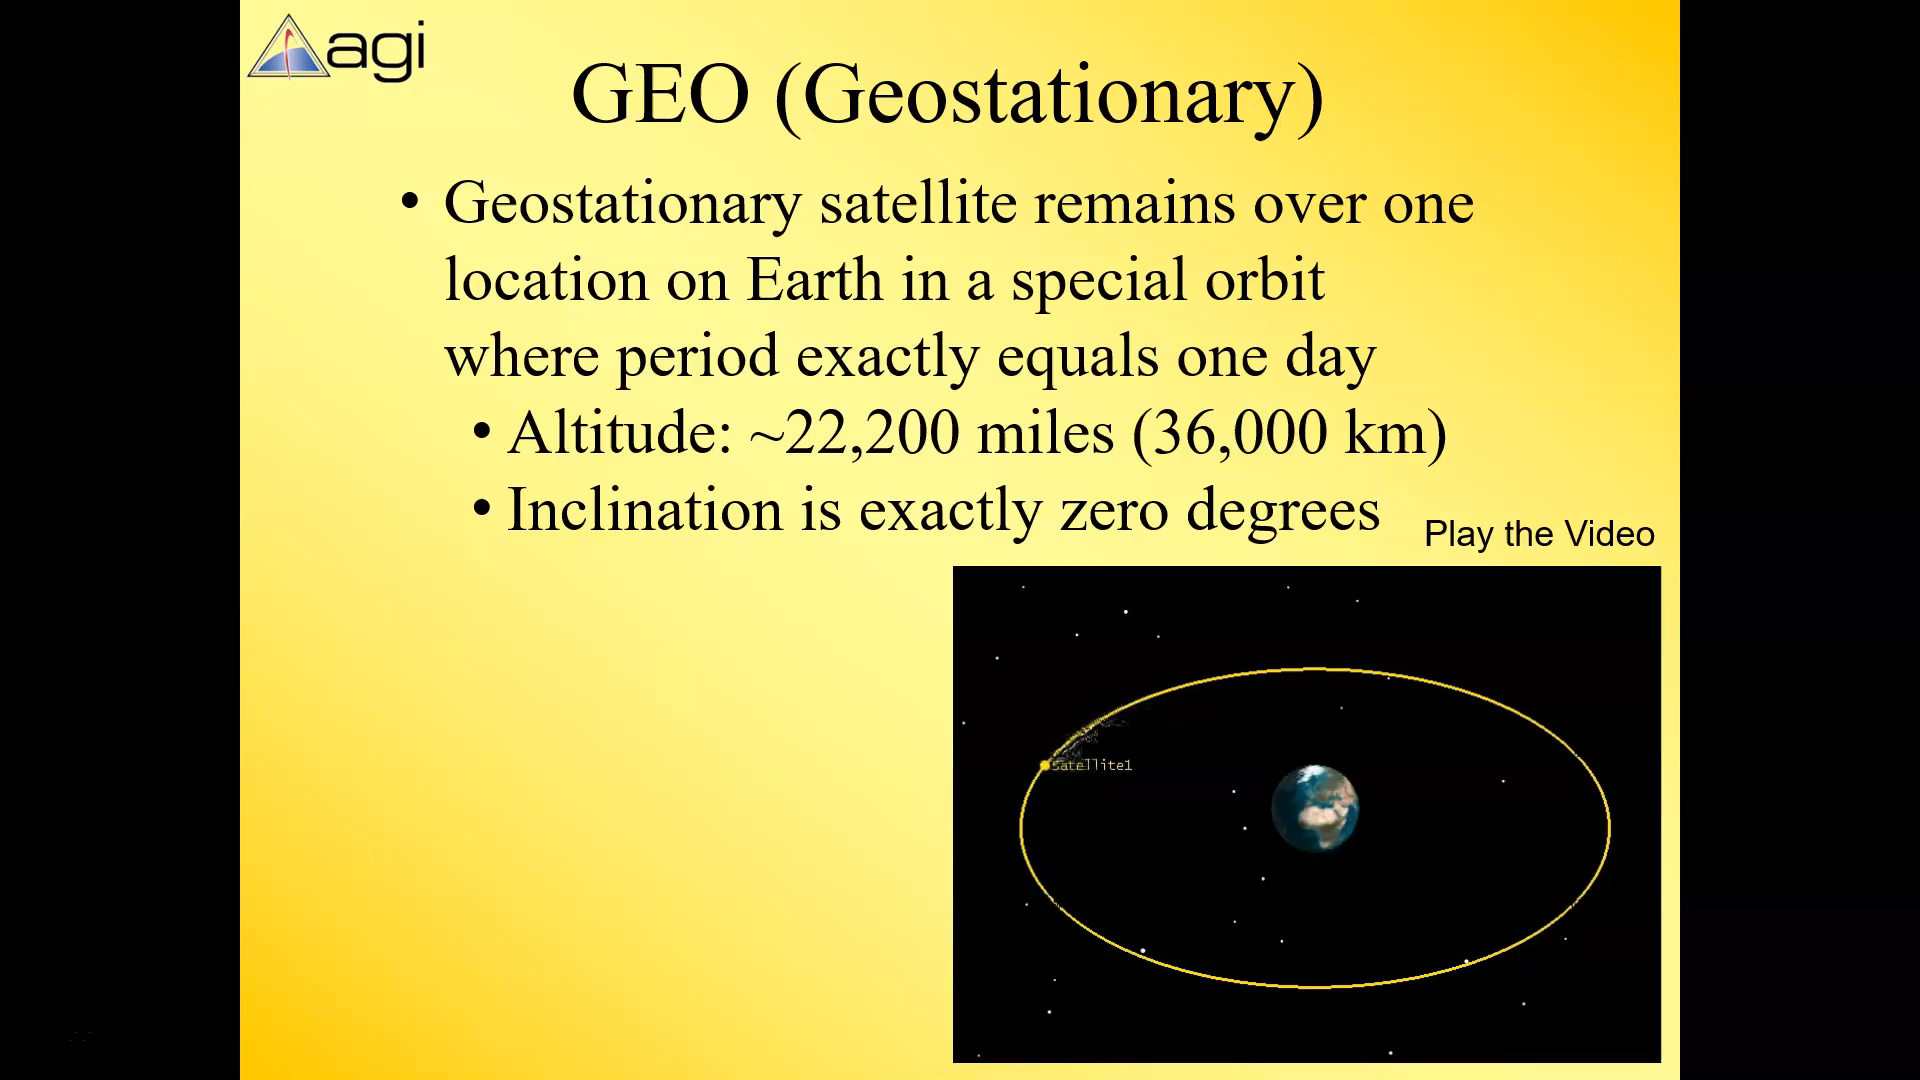 agi
GEO (Geostationary)
• Geostationary satellite remains over one
location on Earth in a special orbit
where period exactly equals one day
• Altitude: ~22,200 miles (36,000 km)
• Inclination is exactly zero degrees
Play the Video
Satellite1